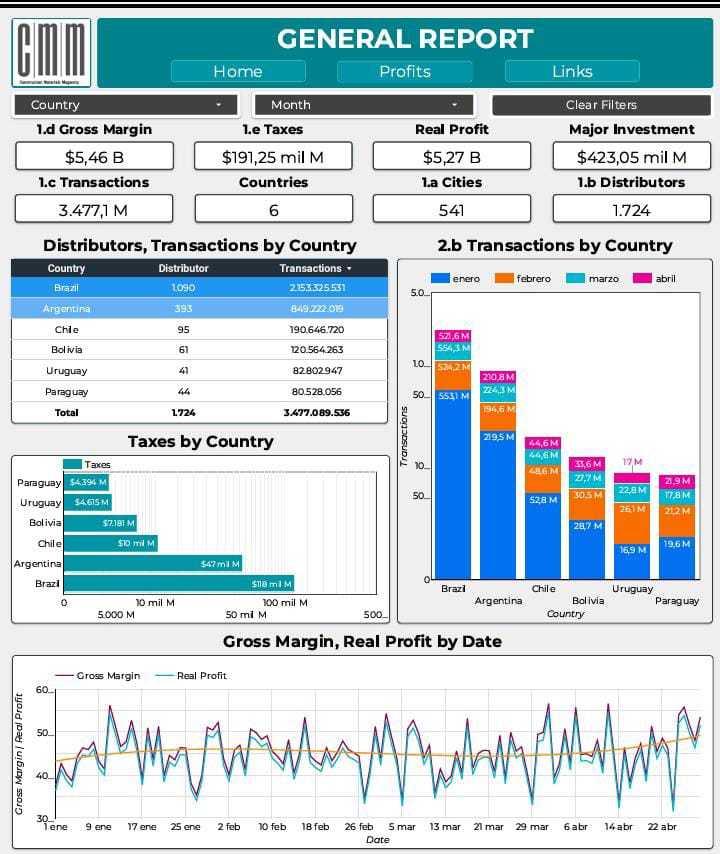 CMM
Construction Materials Magnacorp
GENERAL REPORT
Home Profits Links
Country Month Clear Filters
1.d Gross Margin 1.e Taxes Real Profit Major Investment
$5,46 B $191,25 mil M $5,27 B $423,05 mil M
1.c Transactions Countries 1.a Cities 1.b Distributors
3.477,1 M 6 541 1.724
Distributors, Transactions by Country
Country Distributor Transactions
Brazil 1.090 2.153.325.531
Argentina 393 849.222.019
Chile 95 190.646.720
Bolivia 61 120.564.263
Uruguay 41 82.802.947
Paraguay 44 80.528.056
Total 1.724 3.477.089.536
Taxes by Country
Taxes
Paraguay $4.394 M
Uruguay $4.615 M
Bolivia $7.181 M
Chile $10 mil M
Argentina $47 mil M
Brazil $118 mil M
0 10 mil M 100 mil M
5.000 M 50 mil M 500...
2.b Transactions by Country
enero febrero marzo abril
5.0...
1.0...
50...
10...
50...
0
Transactions
521,6 M
554,3 M
524,2 M
553,1 M
210,8 M
224,3 M
194,6 M
219,5 M
44,6 M
44,6 M
48,6 M
52,8 M
33,6 M
27,7 M
30,5 M
28,7 M
17 M
22,8 M
26,1 M
16,9 M
21,9 M
17,8 M
21,2 M
19,6 M
Brazil Chile Uruguay
Argentina Bolivia Paraguay
Country
Gross Margin, Real Profit by Date
Gross Margin Real Profit
Gross Margin | Real Profit
60...
50...
40...
30...
1 ene 9 ene 17 ene 25 ene 2 feb 10 feb 18 feb 26 feb 5 mar 13 mar 21 mar 29 mar 6 abr 14 abr 22 abr
Date